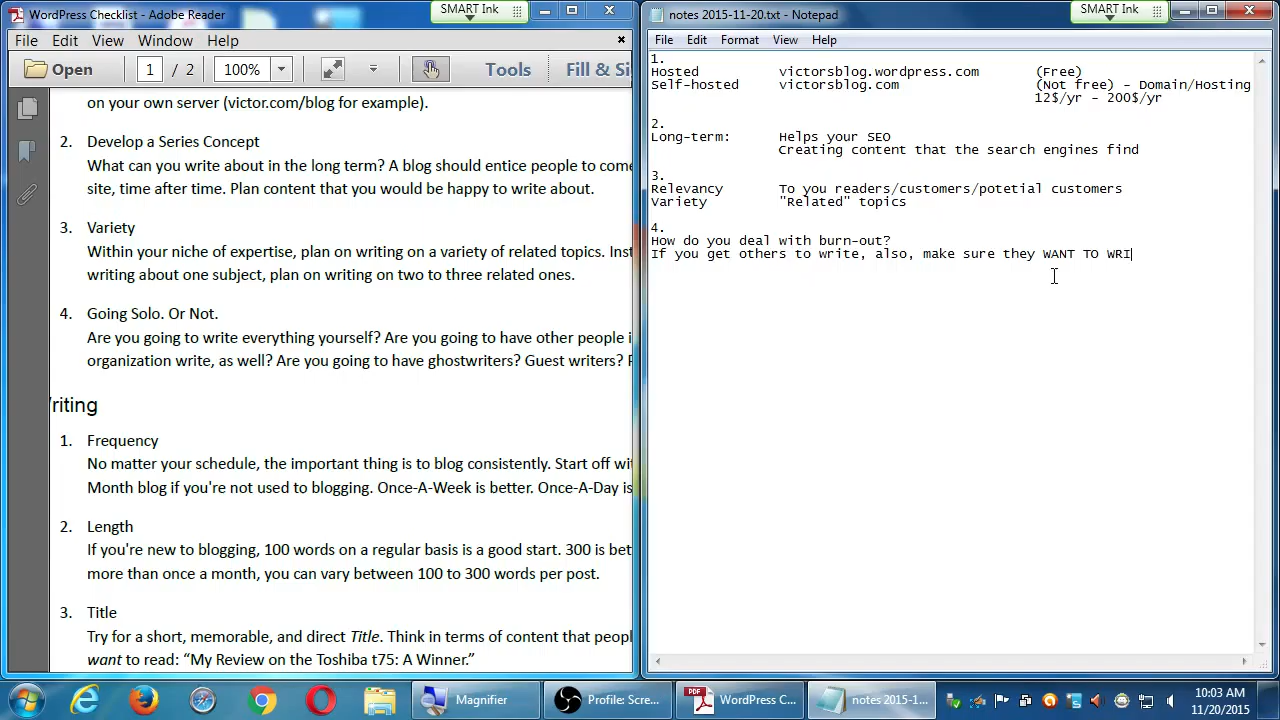 WordPress Checklist - Adobe Reader
SMART Ink
File Edit View Window Help
Open 1 / 2 100% Tools Fill & Si
on your own server (victor.com/blog for example).
2. Develop a Series Concept
What can you write about in the long term? A blog should entice people to come
site, time after time. Plan content that you would be happy to write about.
3. Variety
Within your niche of expertise, plan on writing on a variety of related topics. Inst
writing about one subject, plan on writing on two to three related ones.
4. Going Solo. Or Not.
Are you going to write everything yourself? Are you going to have other people i
organization write, as well? Are you going to have ghostwriters? Guest writers?
riting
1. Frequency
No matter your schedule, the important thing is to blog consistently. Start off wit
Month blog if you're not used to blogging. Once-A-Week is better. Once-A-Day is
2. Length
If you're new to blogging, 100 words on a regular basis is a good start. 300 is bet
more than once a month, you can vary between 100 to 300 words per post.
3. Title
Try for a short, memorable, and direct Title. Think in terms of content that peopl
want to read: “My Review on the Toshiba t75: A Winner.”
notes 2015-11-20.txt - Notepad
SMART Ink
File Edit Format View Help
1.
Hosted victorsblog.wordpress.com (Free)
Self-hosted victorsblog.com (Not free) - Domain/Hosting
12$/yr - 200$/yr
2.
Long-term: Helps your SEO
Creating content that the search engines find
3.
Relevancy To you readers/customers/potetial customers
Variety "Related" topics
4.
How do you deal with burn-out?
If you get others to write, also, make sure they WANT TO WRI
Magnifier
Profile: Scre...
PDF WordPress C...
notes 2015-1...
10:03 AM
11/20/2015